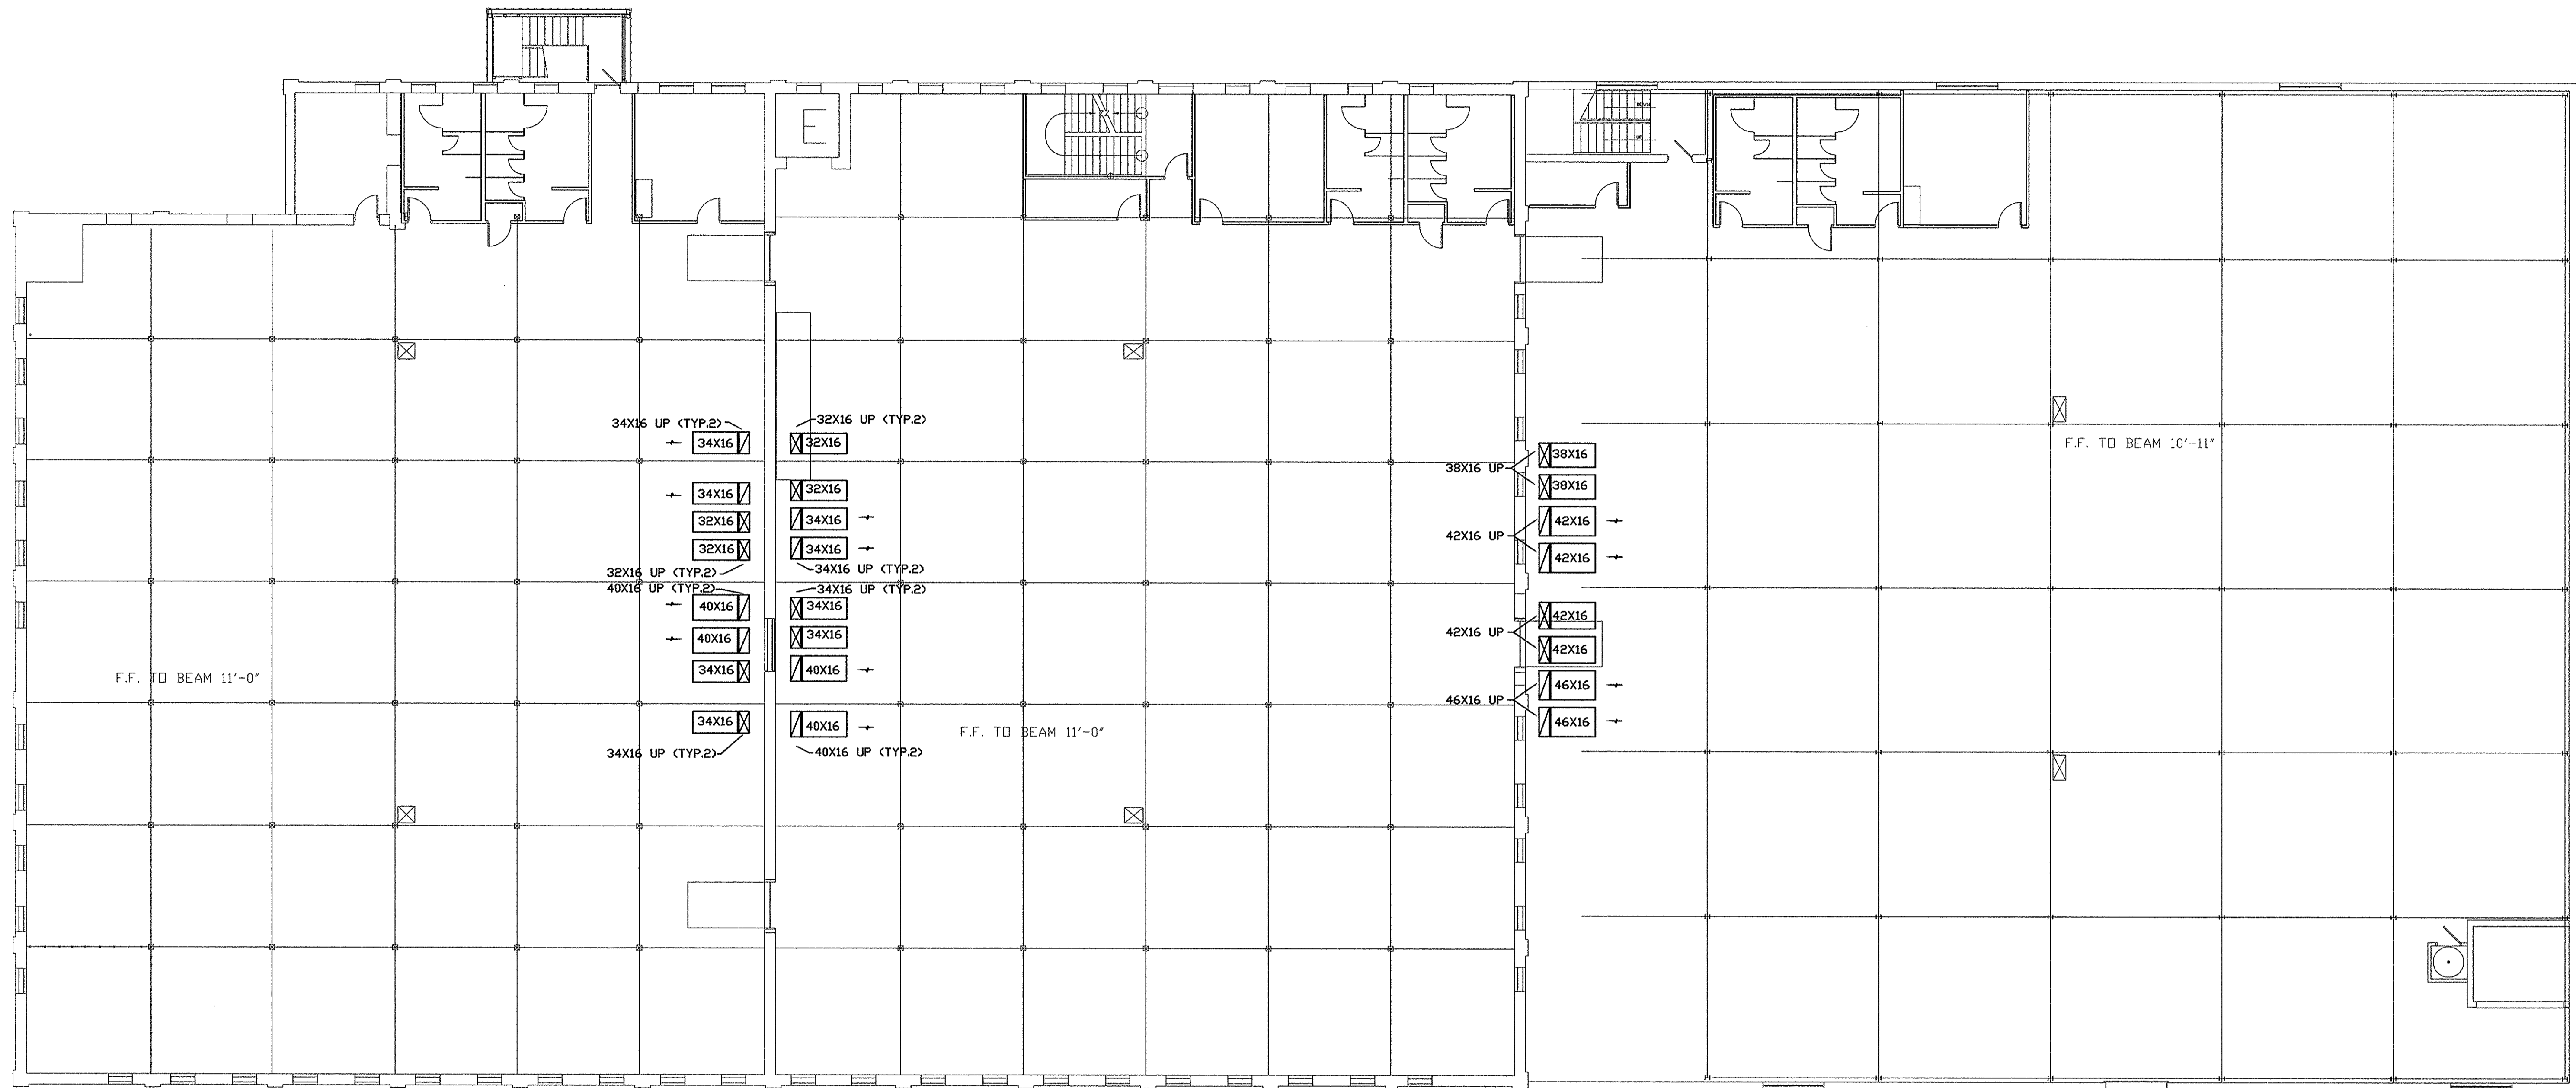 DOWN
UP
34X16 UP (TYP.2)
34X16
34X16
32X16
32X16
32X16 UP (TYP.2)
40X16 UP (TYP.2)
40X16
40X16
34X16
34X16
34X16 UP (TYP.2)
F.F. TO BEAM 11'-0"
32X16 UP (TYP.2)
32X16
32X16
34X16
34X16
34X16 UP (TYP.2)
34X16 UP (TYP.2)
34X16
34X16
40X16
40X16
40X16 UP (TYP.2)
F.F. TO BEAM 11'-0"
38X16 UP
38X16
38X16
42X16 UP
42X16
42X16
42X16 UP
42X16
42X16
46X16 UP
46X16
46X16
F.F. TO BEAM 10'-11"